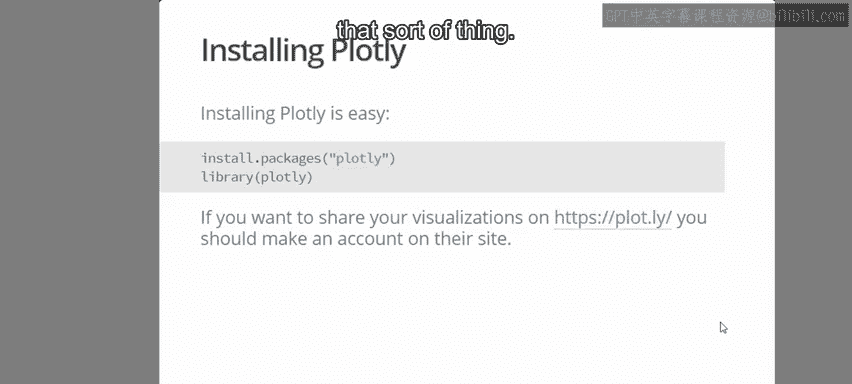 GPT中英字幕课程资源@bilibili.com
that sort of thing.
Installing Plotly
Installing Plotly is easy:
install.packages("plotly")
library(plotly)
If you want to share your visualizations on https://plot.ly/ you
should make an account on their site.